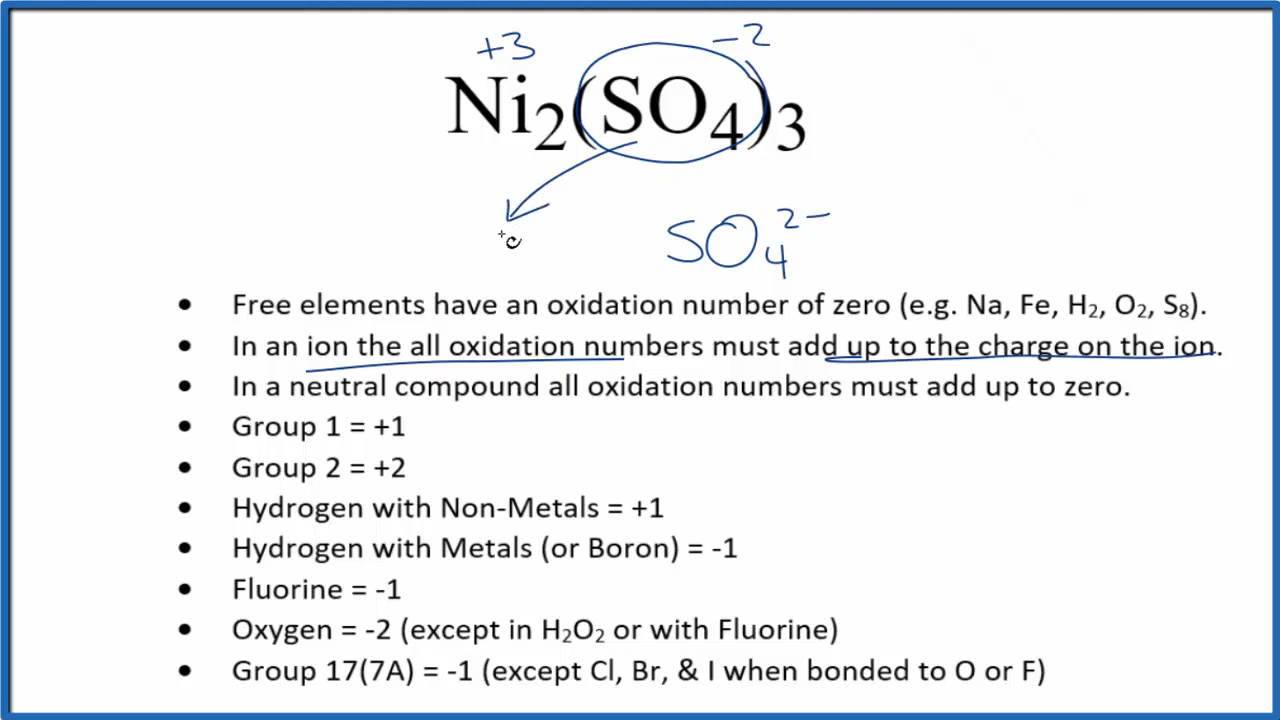 +3 -2
Ni₂(SO₄)₃
SO₄²⁻
• Free elements have an oxidation number of zero (e.g. Na, Fe, H₂, O₂, S₈).
• In an ion the all oxidation numbers must add up to the charge on the ion.
• In a neutral compound all oxidation numbers must add up to zero.
• Group 1 = +1
• Group 2 = +2
• Hydrogen with Non-Metals = +1
• Hydrogen with Metals (or Boron) = -1
• Fluorine = -1
• Oxygen = -2 (except in H₂O₂ or with Fluorine)
• Group 17(7A) = -1 (except Cl, Br, & I when bonded to O or F)